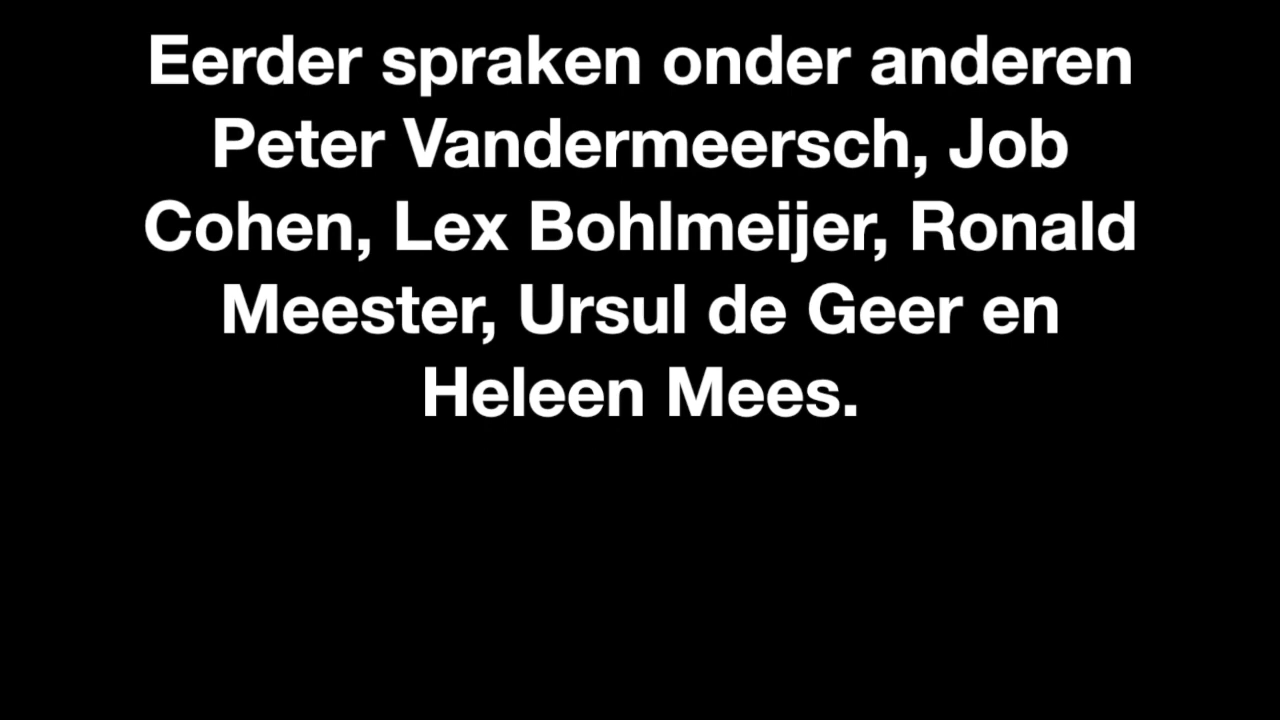 Eerder spraken onder anderen
Peter Vandermeersch, Job
Cohen, Lex Bohlmeijer, Ronald
Meester, Ursul de Geer en
Heleen Mees.